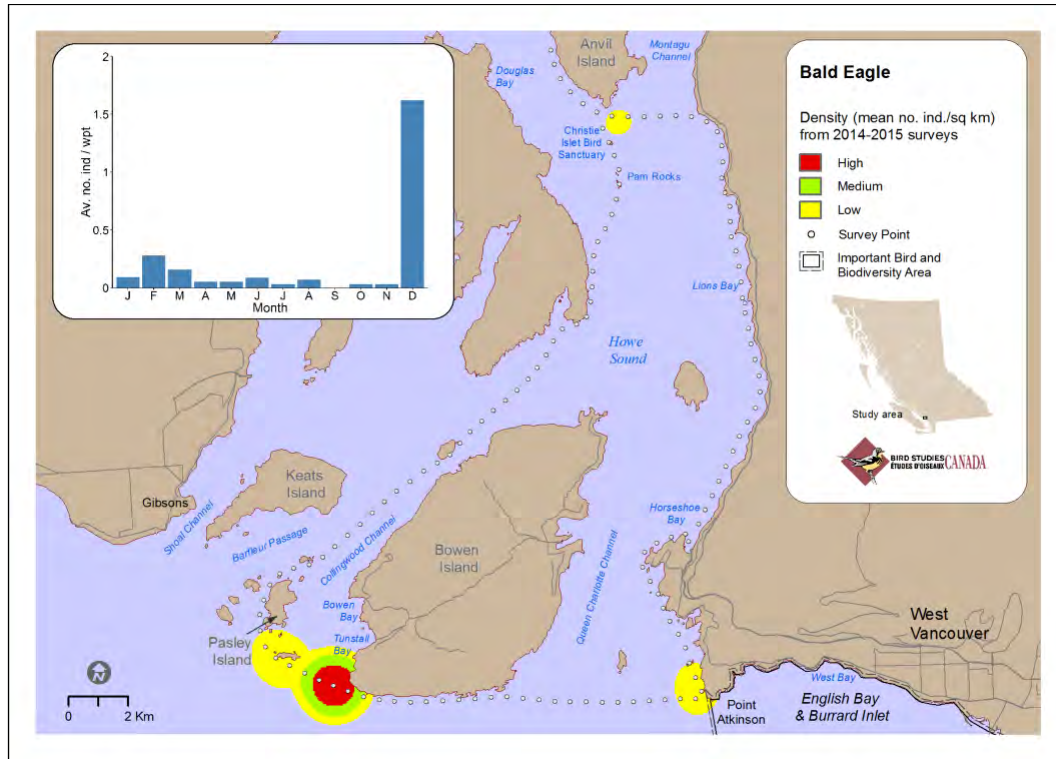 2
1.5
1
0.5
0
Av. no. ind / wpt
J F M A M J J A S O N D
Month
Anvil
Island
Montagu
Channel
Douglas
Bay
Christie
Islet Bird
Sanctuary
Pam Rocks
Lions Bay
Howe
Sound
Keats
Island
Gibsons
Shoal Channel
Barfleur Passage
Collingwood Channel
Bowen
Island
Horseshoe
Bay
Queen Charlotte Channel
Bowen
Bay
Tunstall
Bay
Pasley
Island
West
Vancouver
West Bay
English Bay
& Burrard Inlet
Point
Atkinson
N
0 2 Km
Bald Eagle
Density (mean no. ind./sq km)
from 2014-2015 surveys
High
Medium
Low
Survey Point
Important Bird and
Biodiversity Area
Study area
BIRD STUDIES
ÉTUDES D'OISEAUX CANADA